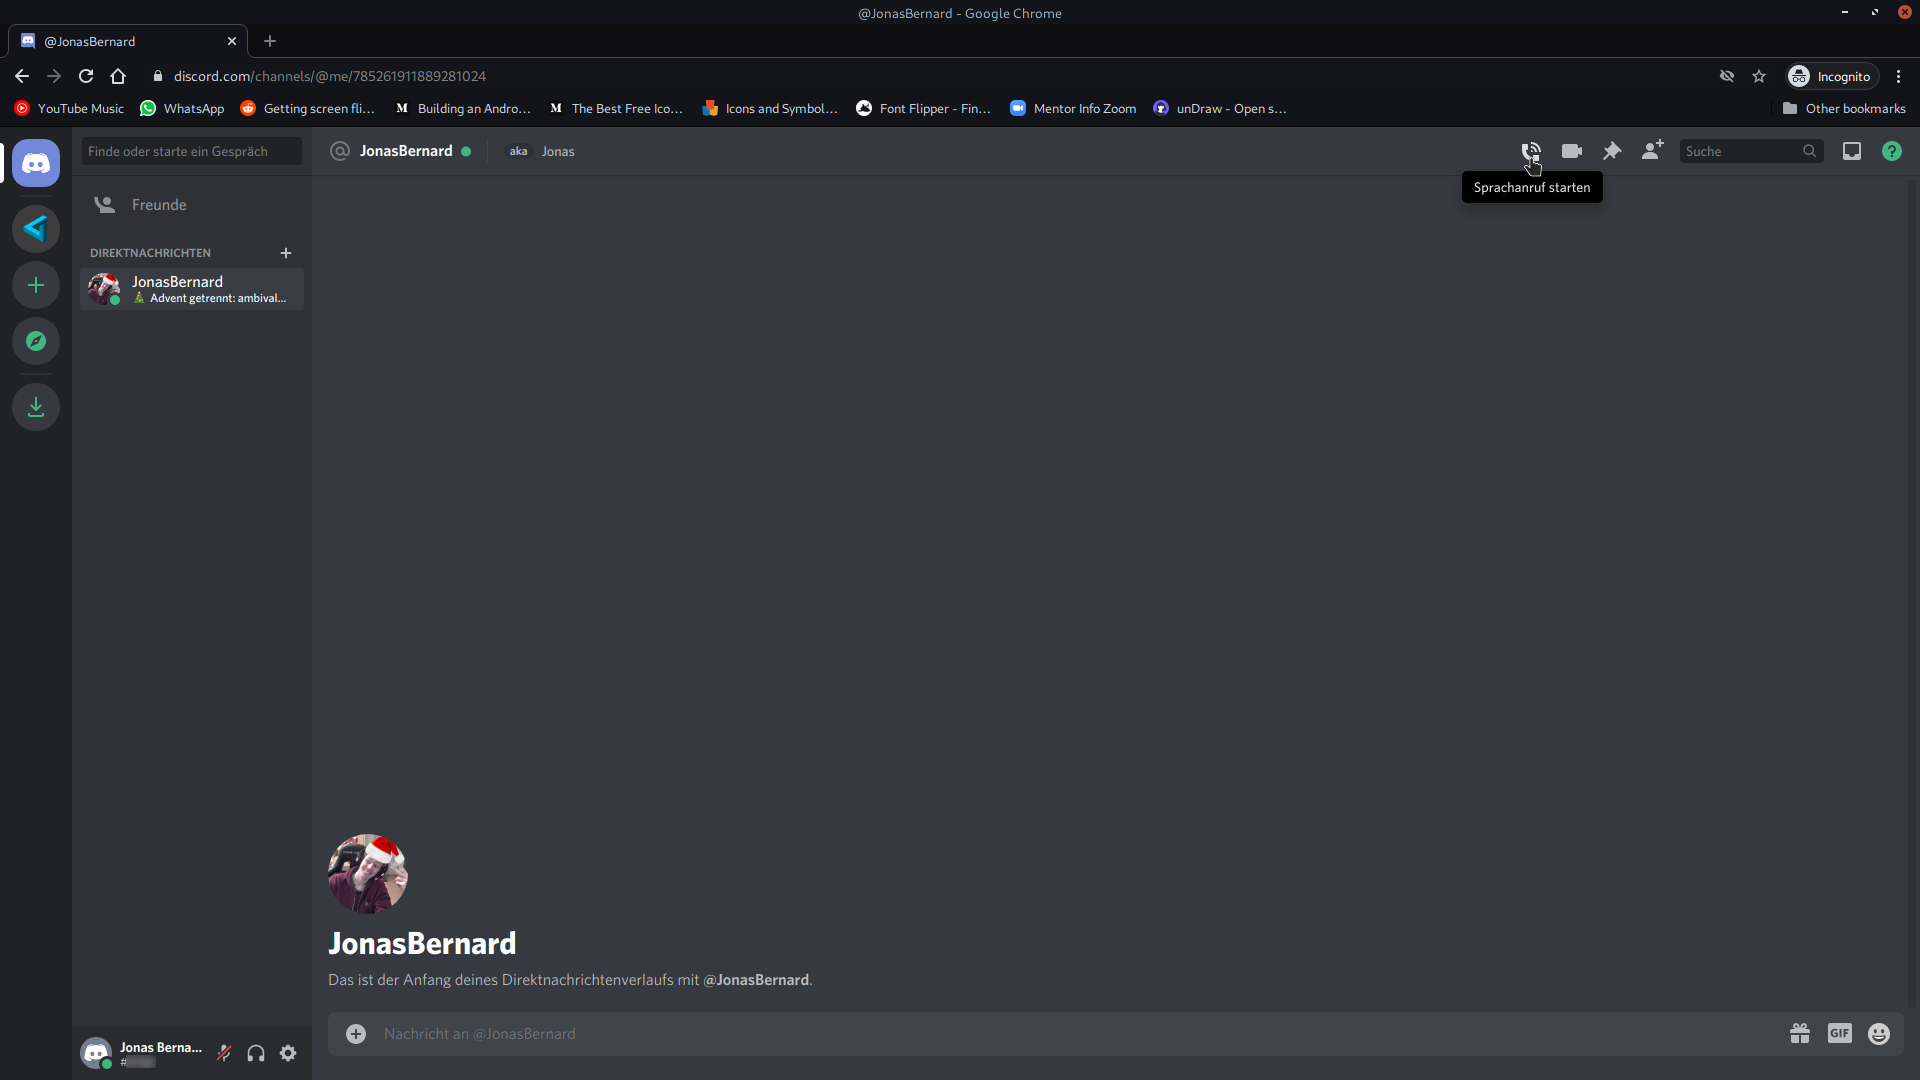 @JonasBernard - Google Chrome
@JonasBernard
discord.com/channels/@me/785261911889281024
Incognito
YouTube Music
WhatsApp
Getting screen fli...
Building an Andro...
The Best Free Ico...
Icons and Symbol...
Font Flipper - Fin...
Mentor Info Zoom
unDraw - Open s...
Other bookmarks
Finde oder starte ein Gespräch
JonasBernard
aka Jonas
Suche
Sprachanruf starten
Freunde
DIREKTNACHRICHTEN
JonasBernard
Advent getrennt: ambival...
JonasBernard
Das ist der Anfang deines Direktnachrichtenverlaufs mit @JonasBernard.
Nachricht an @JonasBernard
GIF
Jonas Berna...
#